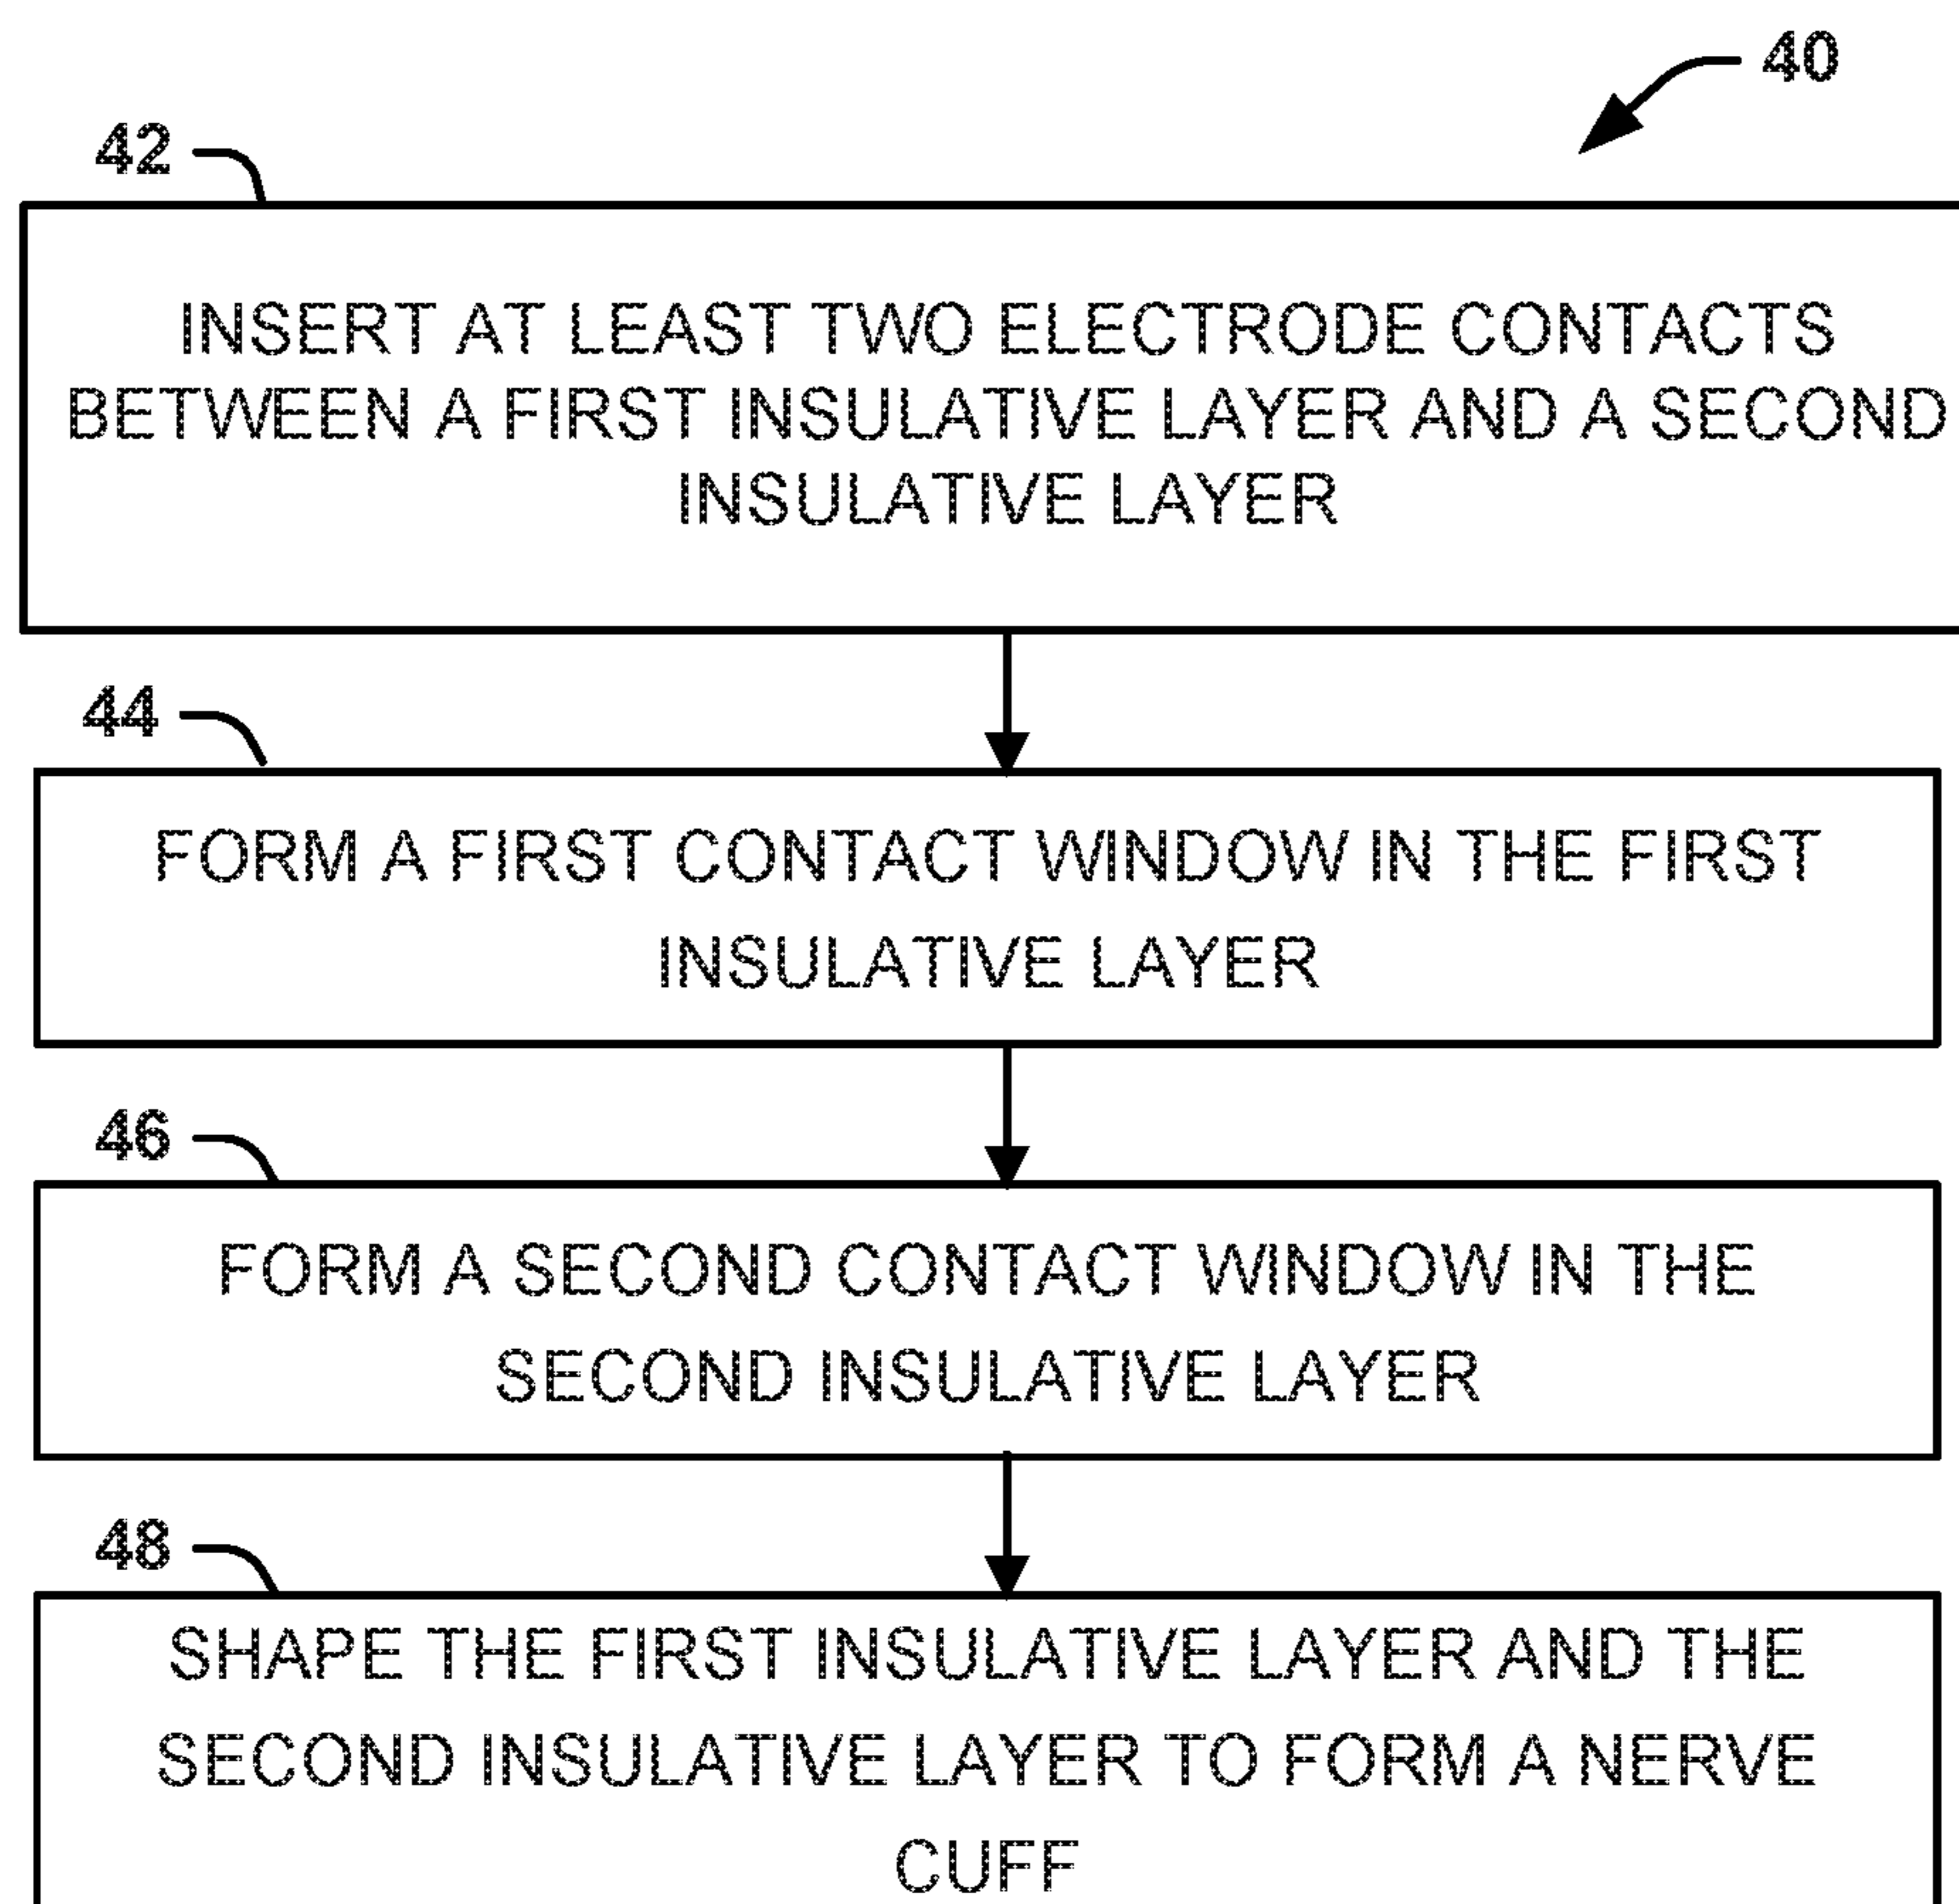 40
42
INSERT AT LEAST TWO ELECTRODE CONTACTS
BETWEEN A FIRST INSULATIVE LAYER AND A SECOND
INSULATIVE LAYER
44
FORM A FIRST CONTACT WINDOW IN THE FIRST
INSULATIVE LAYER
46
FORM A SECOND CONTACT WINDOW IN THE
SECOND INSULATIVE LAYER
48
SHAPE THE FIRST INSULATIVE LAYER AND THE
SECOND INSULATIVE LAYER TO FORM A NERVE
CUFF